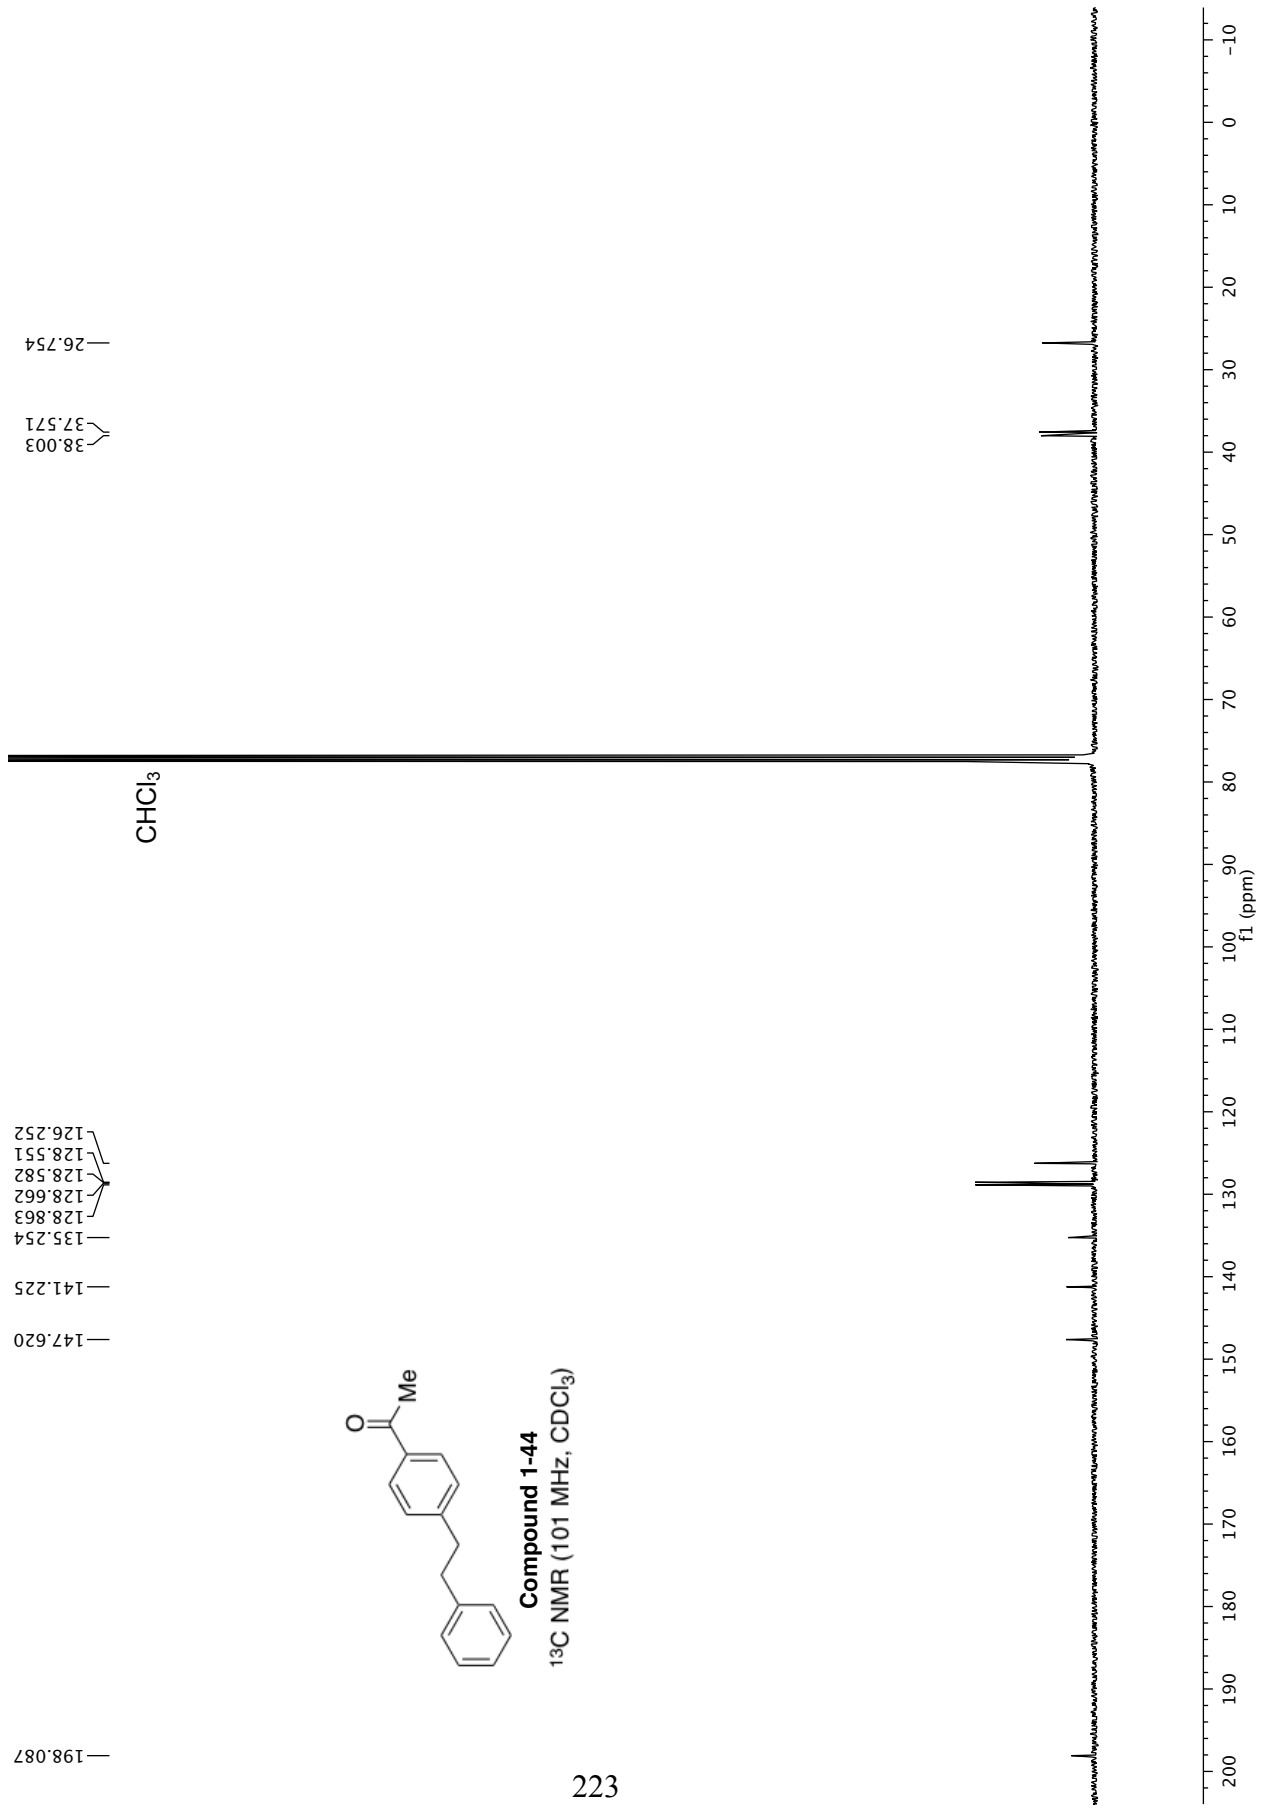 198.087
147.620
141.225
135.254
128.863
128.662
128.582
128.551
126.252
38.003
37.571
26.754
CHCl₃
O
Me
Compound 1-44
¹³C NMR (101 MHz, CDCl₃)
200 190 180 170 160 150 140 130 120 110 100 90 80 70 60 50 40 30 20 10 0 -10
f1 (ppm)
223